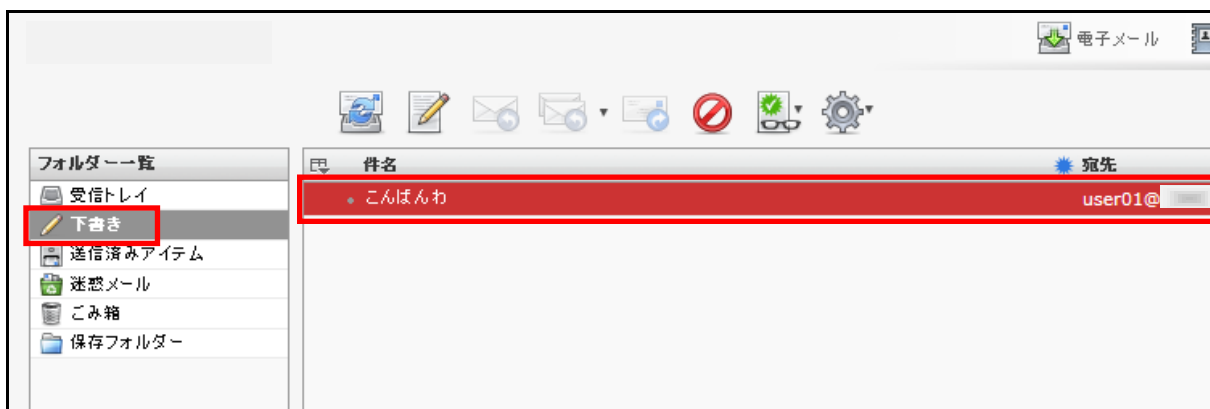 電子メール
フォルダー一覧
件名
宛先
受信トレイ
こんばんわ
user01@
下書き
送信済みアイテム
迷惑メール
ごみ箱
保存フォルダー